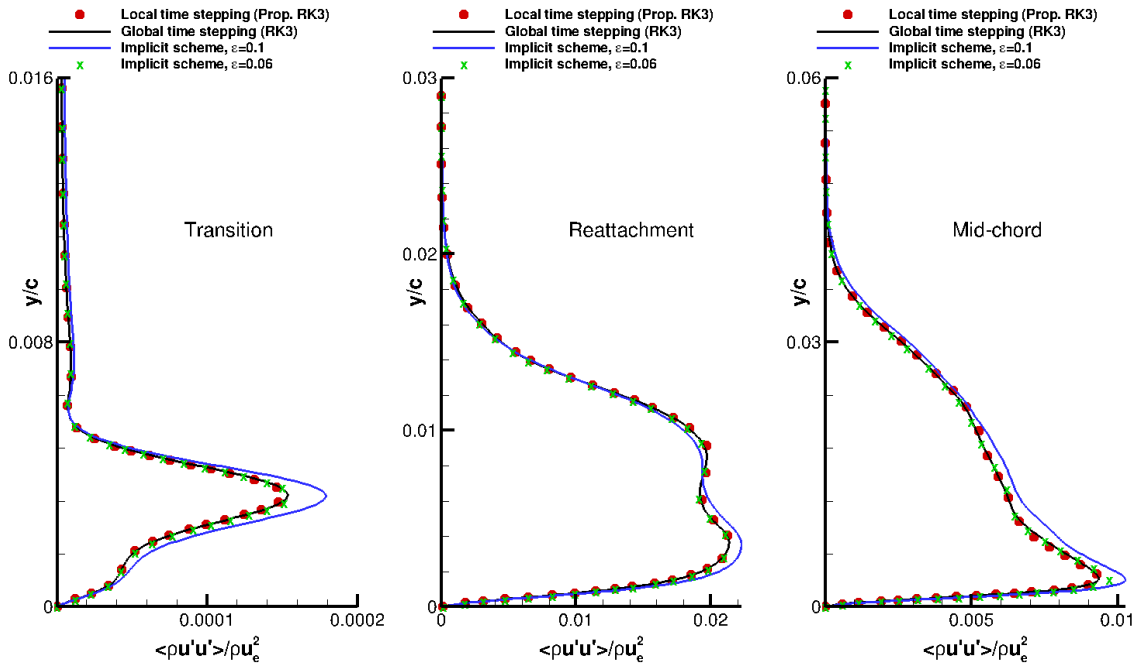 Local time stepping (Prop. RK3)
Global time stepping (RK3)
Implicit scheme, ε=0.1
Implicit scheme, ε=0.06
0.016
0.008
0
y/c
Transition
0.0001
0.0002
<ρu'u'>/ρu_e^2
Local time stepping (Prop. RK3)
Global time stepping (RK3)
Implicit scheme, ε=0.1
Implicit scheme, ε=0.06
0.03
0.02
0.01
0
y/c
Reattachment
0
0.01
0.02
<ρu'u'>/ρu_e^2
Local time stepping (Prop. RK3)
Global time stepping (RK3)
Implicit scheme, ε=0.1
Implicit scheme, ε=0.06
0.06
0.03
0
y/c
Mid-chord
0
0.005
0.01
<ρu'u'>/ρu_e^2